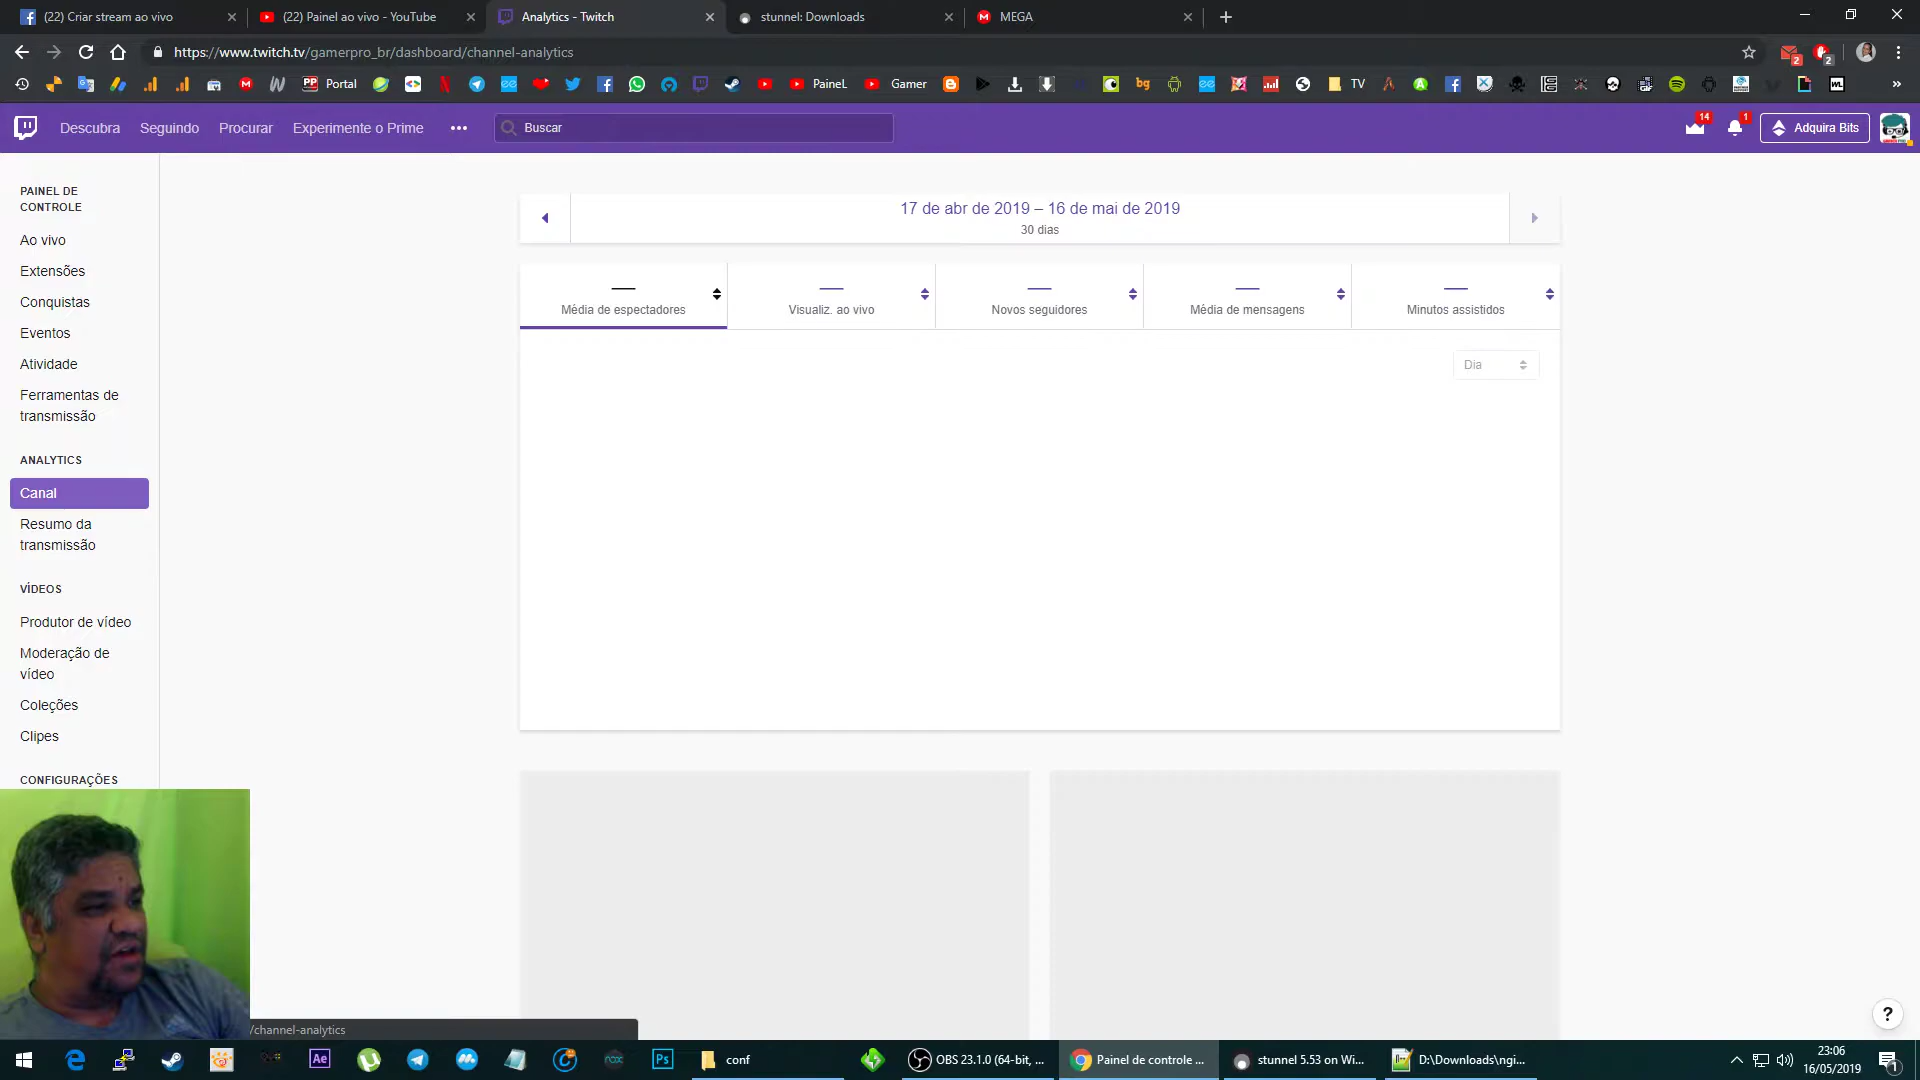 (22) Criar stream ao vivo
(22) Painel ao vivo - YouTube
Analytics - Twitch
stunnel: Downloads
MEGA
https://www.twitch.tv/gamerpro_br/dashboard/channel-analytics
2
2
Portal
PaineL
Gamer
TV
Descubra
Seguindo
Procurar
Experimente o Prime
Buscar
14
1
Adquira Bits
PAINEL DE
CONTROLE
Ao vivo
Extensões
Conquistas
Eventos
Atividade
Ferramentas de
transmissão
ANALYTICS
Canal
Resumo da
transmissão
VÍDEOS
Produtor de vídeo
Moderação de
vídeo
Coleções
Clipes
CONFIGURAÇÕES
17 de abr de 2019 – 16 de mai de 2019
30 dias
Média de espectadores
Visualiz. ao vivo
Novos seguidores
Média de mensagens
Minutos assistidos
Dia
?
/channel-analytics
conf
OBS 23.1.0 (64-bit, ...
Painel de controle ...
stunnel 5.53 on Wi...
D:\Downloads\ngi...
23:06
16/05/2019
1